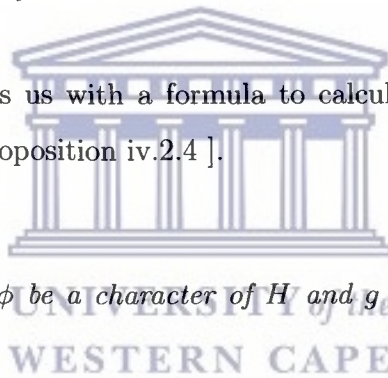 s us with a formula to calcul
oposition iv.2.4 ].
ϕ be a character of H and g
UNIVERSITY of the
WESTERN CAPE